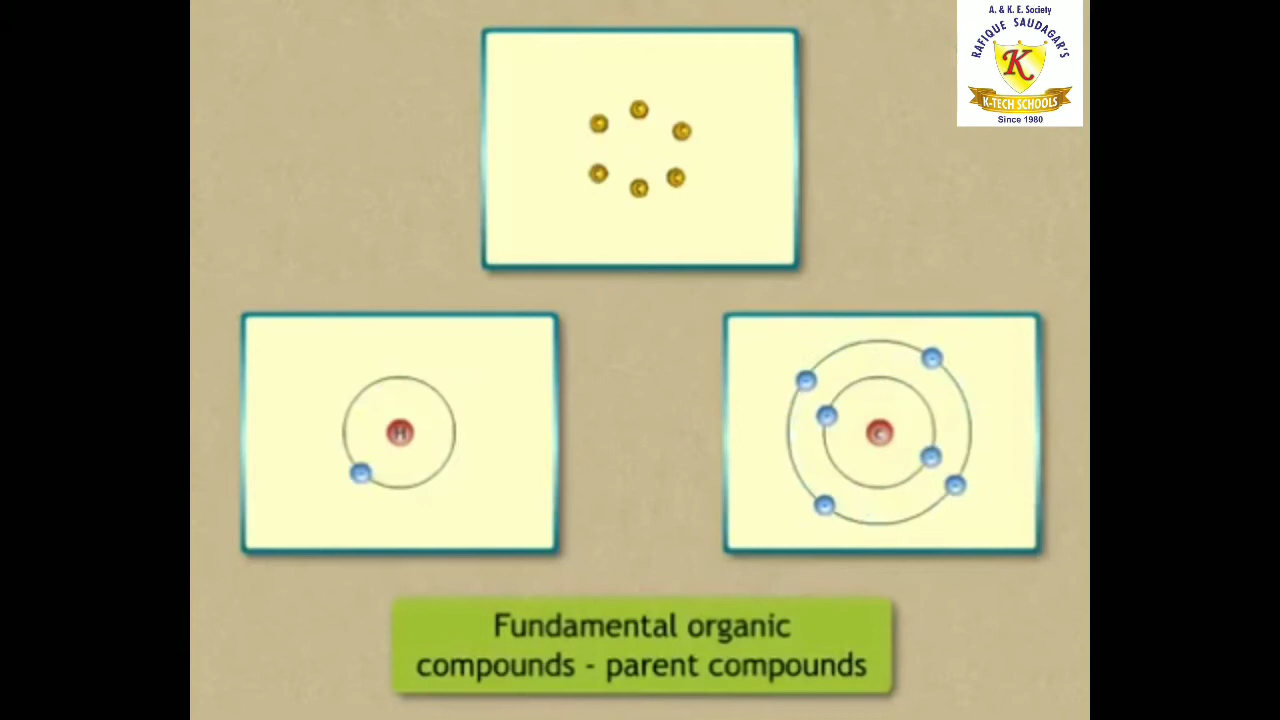 A. & K. E. Society
RAFIQUE SAUDAGAR'S
K
K-TECH SCHOOLS
Since 1980
C
C
C
C
C
C
H
C
Fundamental organic
compounds - parent compounds